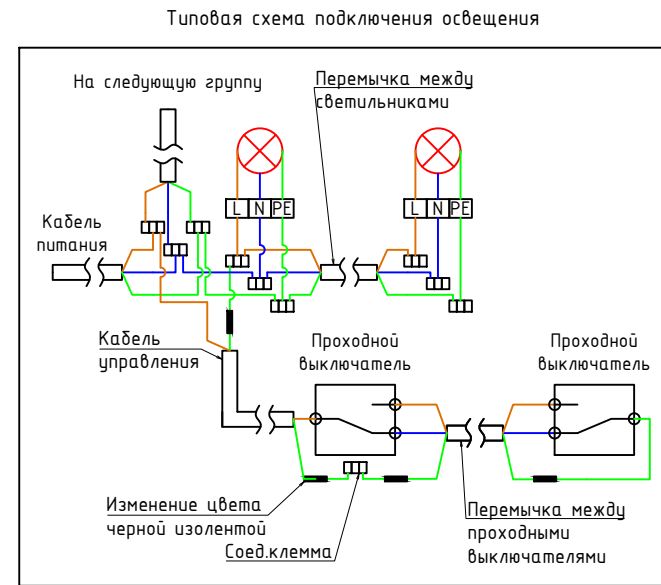 Типовая схема подключения освещения
На следующую группу
Перемычка между
светильниками
L N PE
L N PE
Кабель
питания
Кабель
управления
Проходной
выключатель
Проходной
выключатель
Изменение цвета
черной изолентой
Соед.клемма
Перемычка между
проходными
выключателями